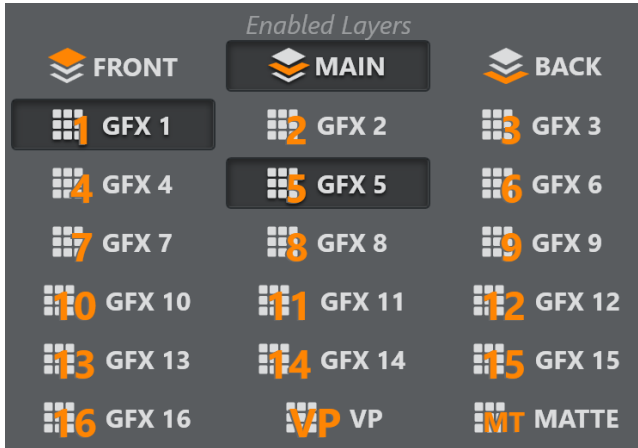 Enabled Layers
FRONT MAIN BACK
1 GFX 1 2 GFX 2 3 GFX 3
4 GFX 4 5 GFX 5 6 GFX 6
7 GFX 7 8 GFX 8 9 GFX 9
10 GFX 10 11 GFX 11 12 GFX 12
13 GFX 13 14 GFX 14 15 GFX 15
16 GFX 16 VP VP MT MATTE